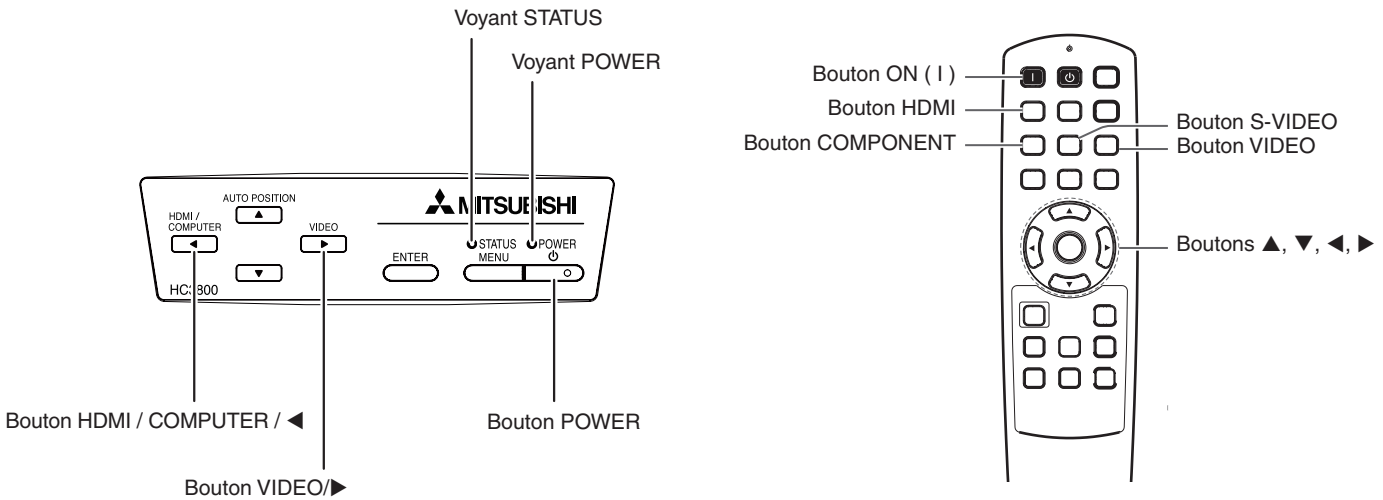 Voyant STATUS
Voyant POWER
AUTO POSITION
HDMI /
COMPUTER
VIDEO
◀
▲
▶
▼
MITSUBISHI
STATUS
POWER
ENTER
MENU
HC3800
Bouton HDMI / COMPUTER / ◀
Bouton POWER
Bouton VIDEO/▶
Bouton ON ( I )
Bouton HDMI
Bouton COMPONENT
Bouton S-VIDEO
Bouton VIDEO
Boutons ▲, ▼, ◀, ▶